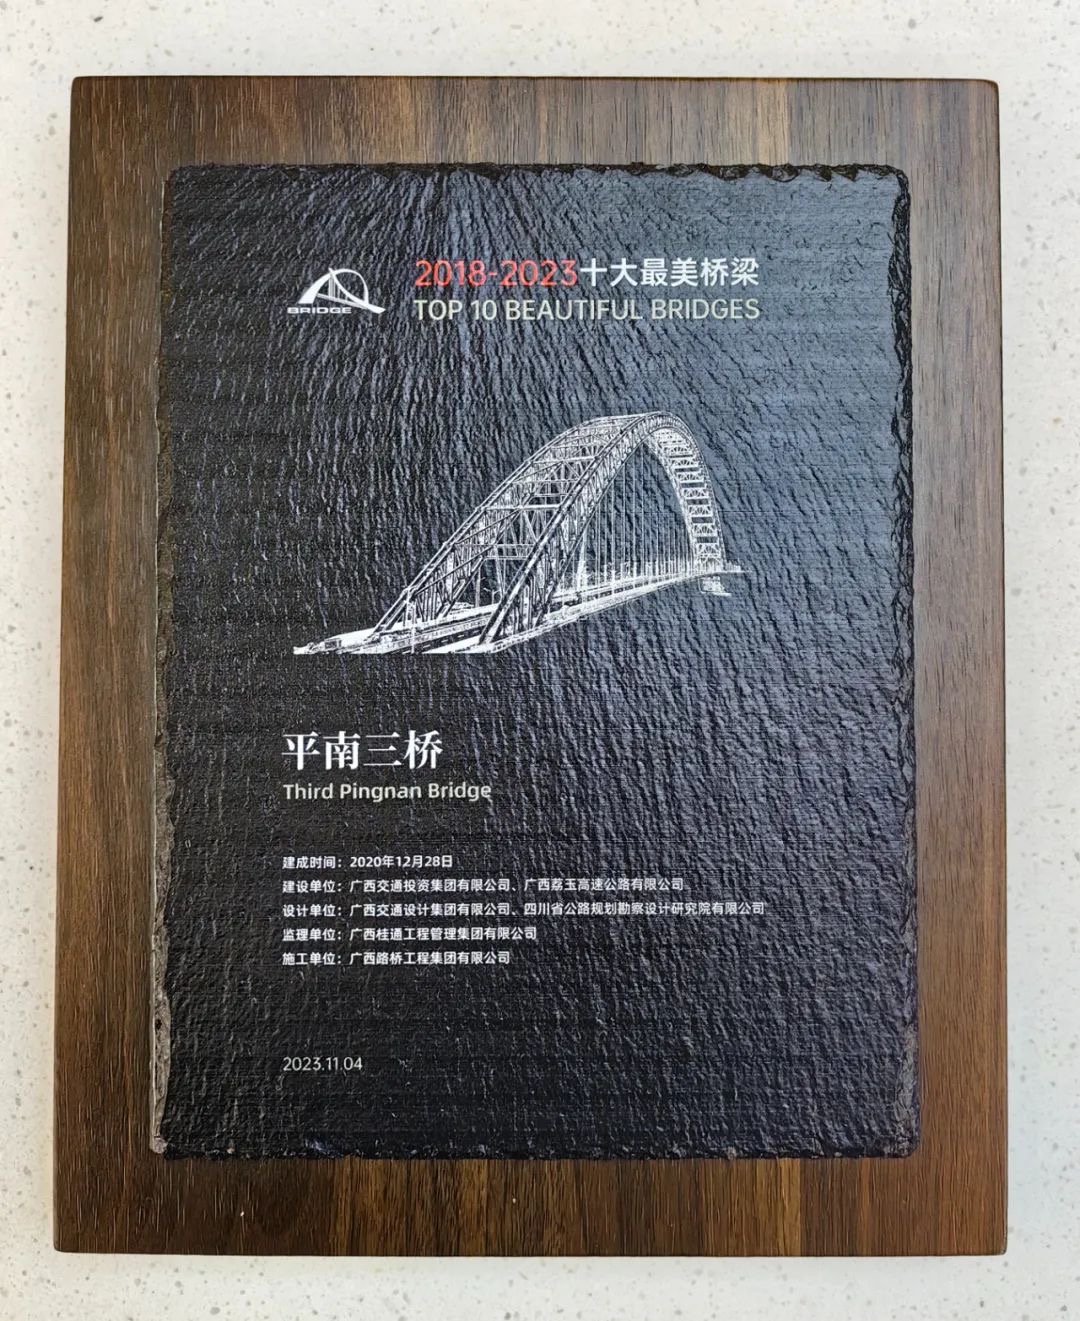 BRIDGE
2018-2023十大最美桥梁
TOP 10 BEAUTIFUL BRIDGES
平南三桥
Third Pingnan Bridge
建成时间：2020年12月28日
建设单位：广西交通投资集团有限公司、广西荔玉高速公路有限公司
设计单位：广西交通设计集团有限公司、四川省公路规划勘察设计研究院有限公司
监理单位：广西桂通工程管理集团有限公司
施工单位：广西路桥工程集团有限公司
2023.11.04